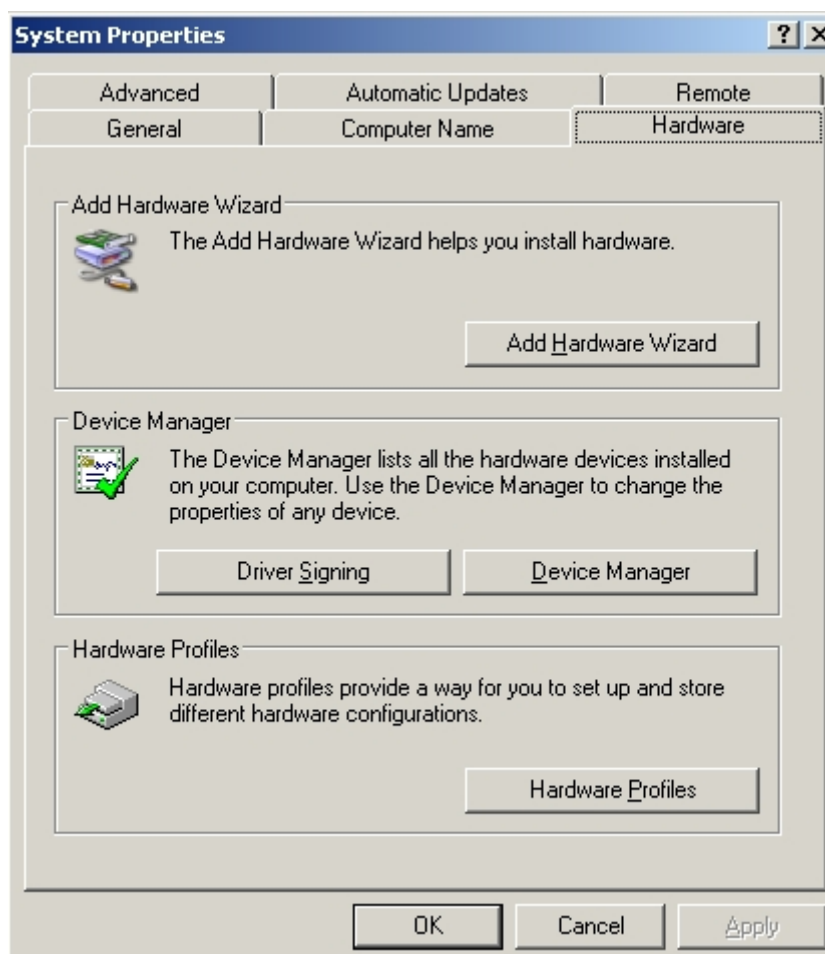 System Properties
Advanced
Automatic Updates
Remote
General
Computer Name
Hardware
Add Hardware Wizard
The Add Hardware Wizard helps you install hardware.
Add Hardware Wizard
Device Manager
The Device Manager lists all the hardware devices installed
on your computer. Use the Device Manager to change the
properties of any device.
Driver Signing
Device Manager
Hardware Profiles
Hardware profiles provide a way for you to set up and store
different hardware configurations.
Hardware Profiles
OK
Cancel
Apply